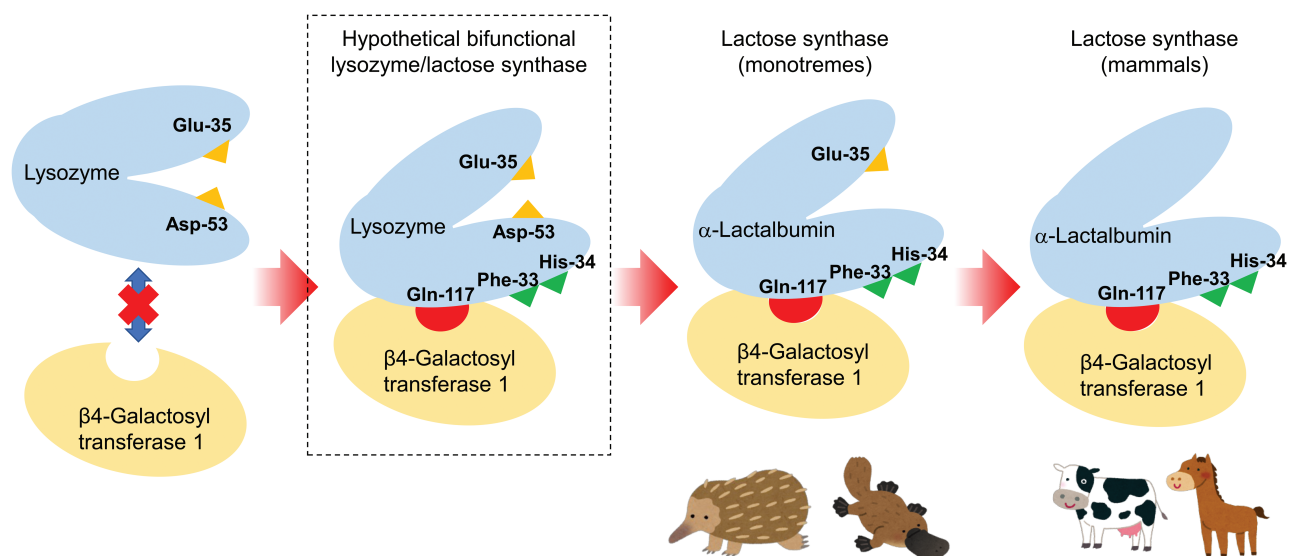 Hypothetical bifunctional
lysozyme/lactose synthase
Lactose synthase
(monotremes)
Lactose synthase
(mammals)
Glu-35
Lysozyme
Asp-53
β4-Galactosyl
transferase 1
Glu-35
Lysozyme
Asp-53
His-34
Phe-33
Gln-117
β4-Galactosyl
transferase 1
Glu-35
α-Lactalbumin
His-34
Phe-33
Gln-117
β4-Galactosyl
transferase 1
α-Lactalbumin
His-34
Phe-33
Gln-117
β4-Galactosyl
transferase 1